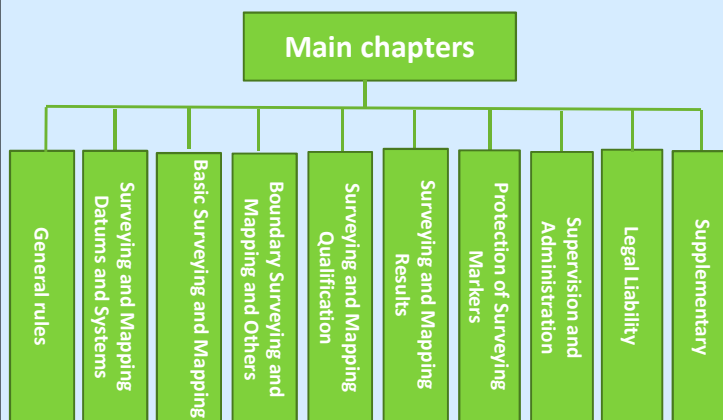 Main chapters
General rules
Surveying and Mapping
Datums and Systems
Basic Surveying and Mapping
Boundary Surveying and
Mapping and Others
Surveying and Mapping
Qualification
Surveying and Mapping
Results
Protection of Surveying
Markers
Supervision and
Administration
Legal Liability
Supplementary